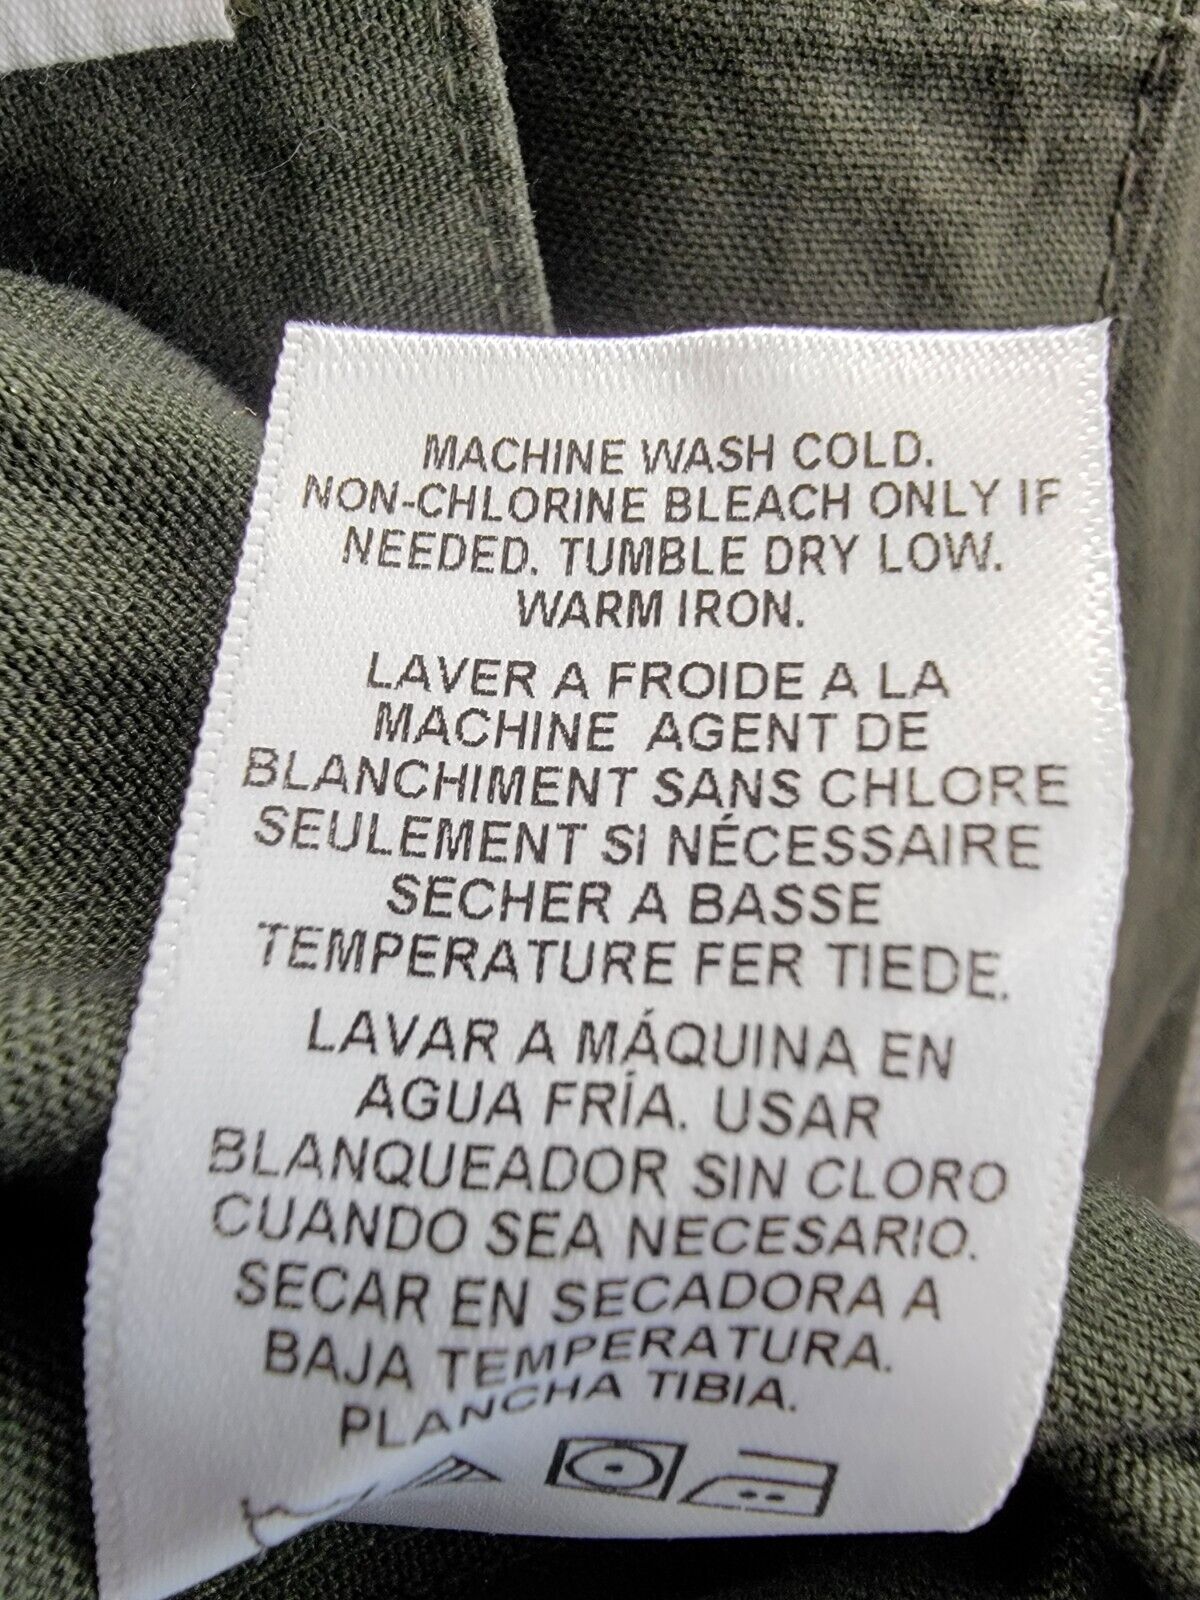 MACHINE WASH COLD.
NON-CHLORINE BLEACH ONLY IF
NEEDED. TUMBLE DRY LOW.
WARM IRON.
LAVER A FROIDE A LA
MACHINE AGENT DE
BLANCHIMENT SANS CHLORE
SEULEMENT SI NÉCESSAIRE
SECHER A BASSE
TEMPERATURE FER TIEDE.
LAVAR A MÁQUINA EN
AGUA FRÍA. USAR
BLANQUEADOR SIN CLORO
CUANDO SEA NECESARIO.
SECAR EN SECADORA A
BAJA TEMPERATURA.
PLANCHA TIBIA.